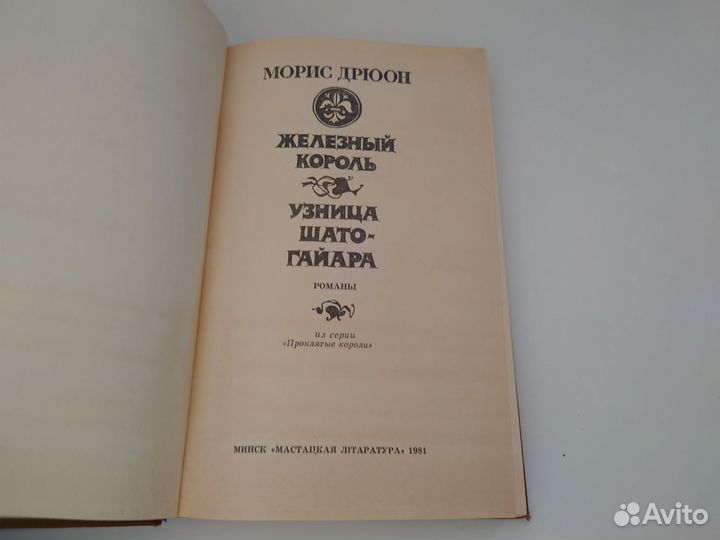 МОРИС ДРЮОН
ЖЕЛЕЗНЫЙ
КОРОЛЬ
УЗНИЦА
ШАТО-
ГАЙАРА
РОМАНЫ
из серии
«Проклятые короли»
МИНСК «МАСТАЦКАЯ ЛІТАРАТУРА» 1981
Avito